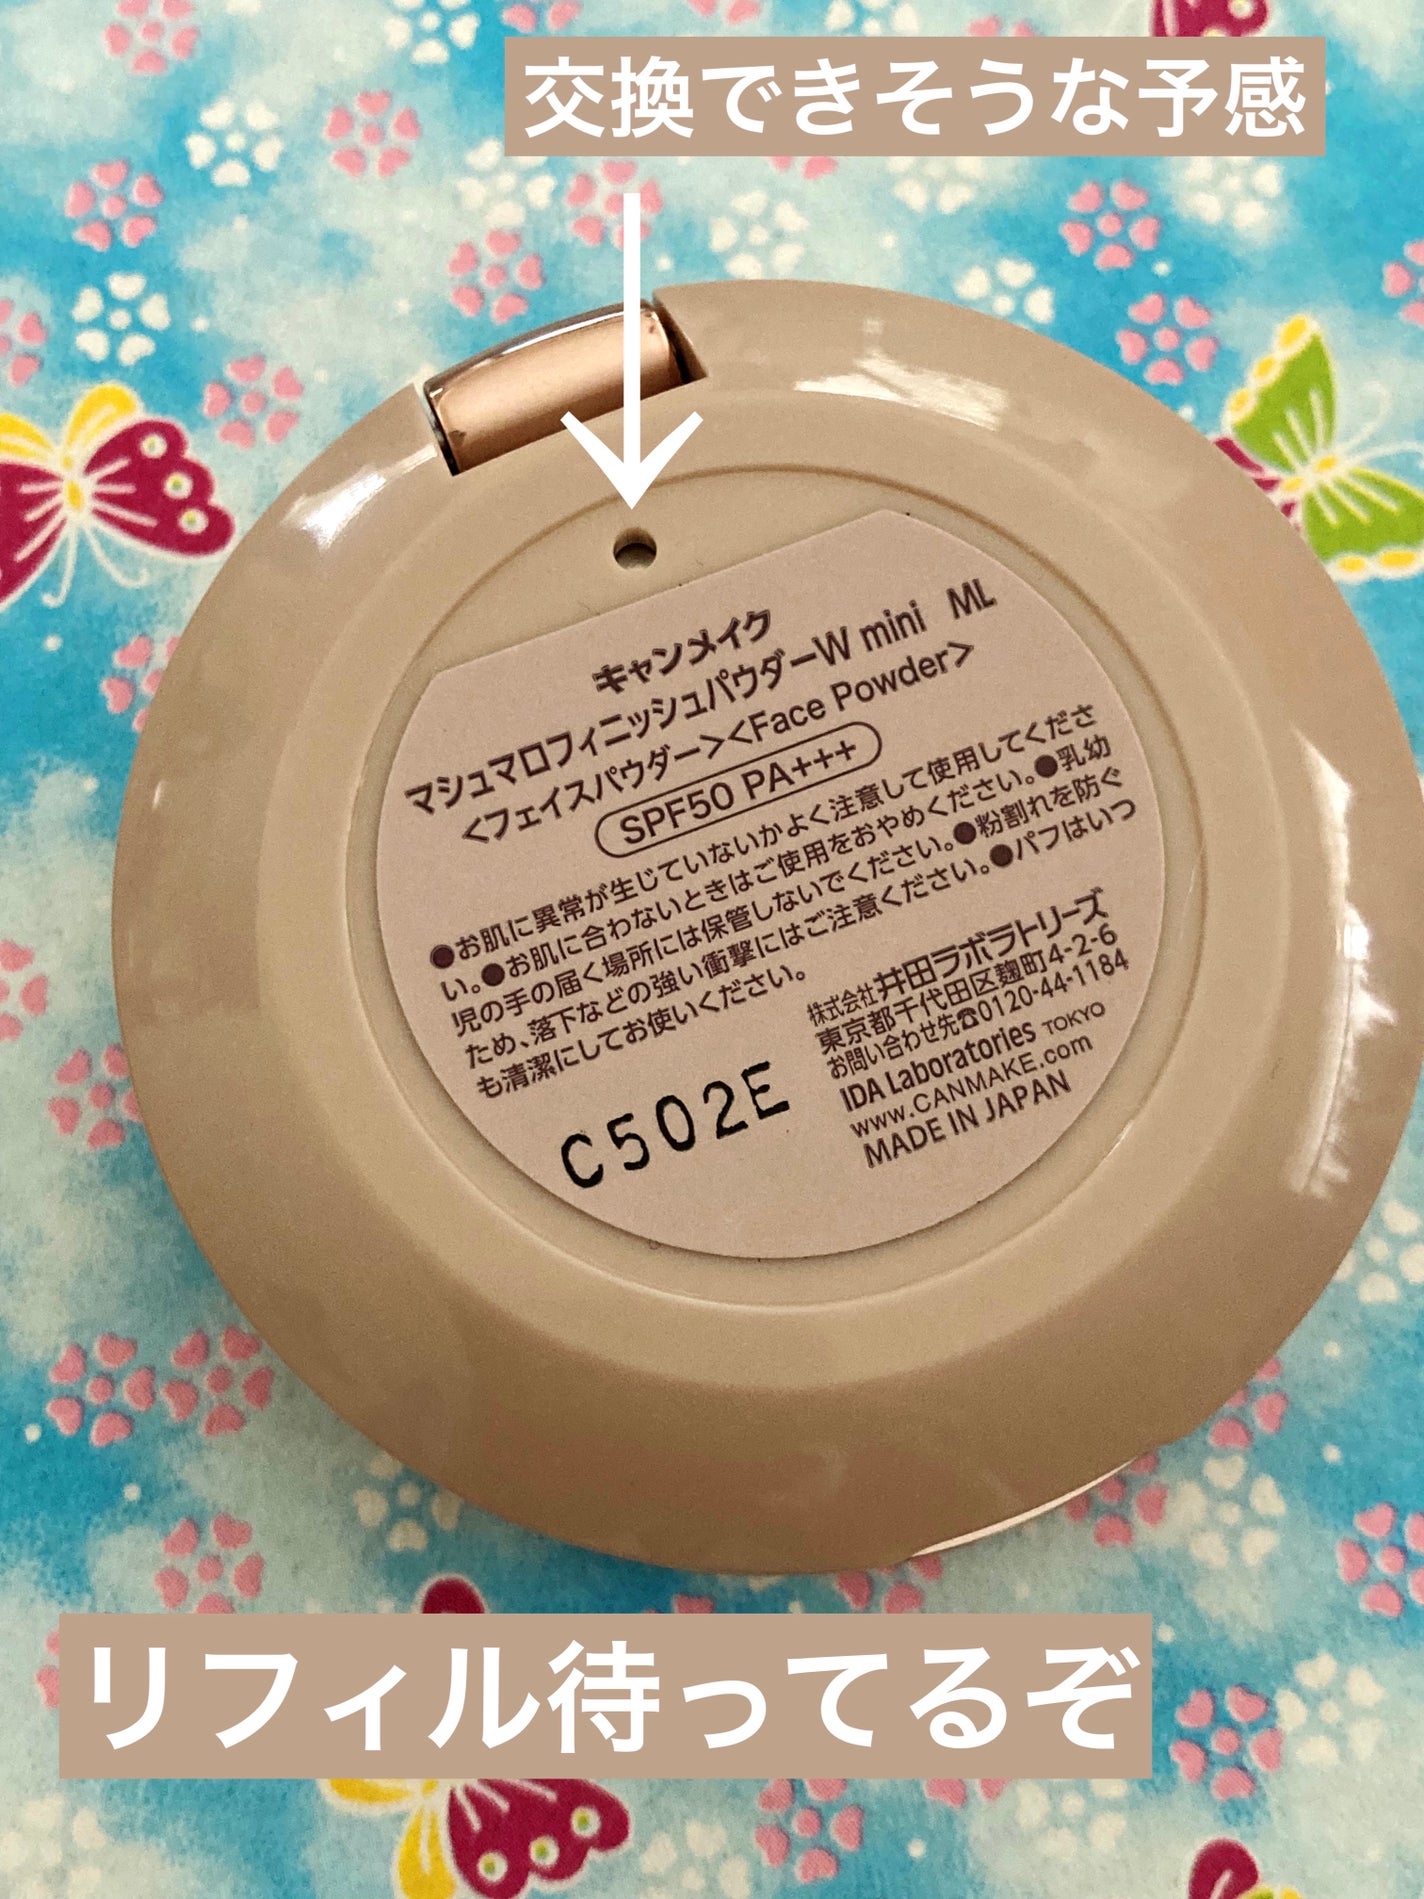 交換できそうな予感
キャンメイク
マシュマロフィニッシュパウダーW mini ML
<フェイスパウダー><Face Powder>
SPF50 PA+++
●お肌に異常が生じていないかよく注意して使用してくださ
い。●お肌に合わないときはご使用をおやめください。●乳幼
児の手の届く場所には保管しないでください。●粉割れを防ぐ
ため、落下などの強い衝撃にはご注意ください。●パフはいつ
も清潔にしてお使いください。
株式会社井田ラボラトリーズ
東京都千代田区麹町4-2-6
お問い合わせ先☎0120-44-1184
IDA Laboratories TOKYO
www.CANMAKE.com
MADE IN JAPAN
C502E
リフィル待ってるぞ